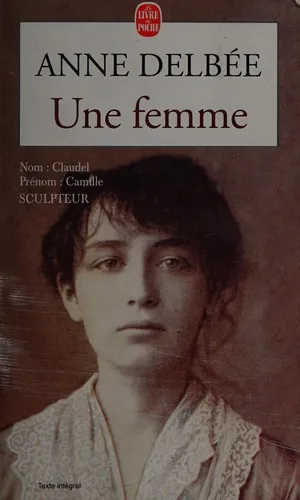 LE LIVRE
DE
POCHE
ANNE DELBÉE
Une femme
Nom : Claudel
Prénom : Camille
SCULPTEUR
Texte intégral